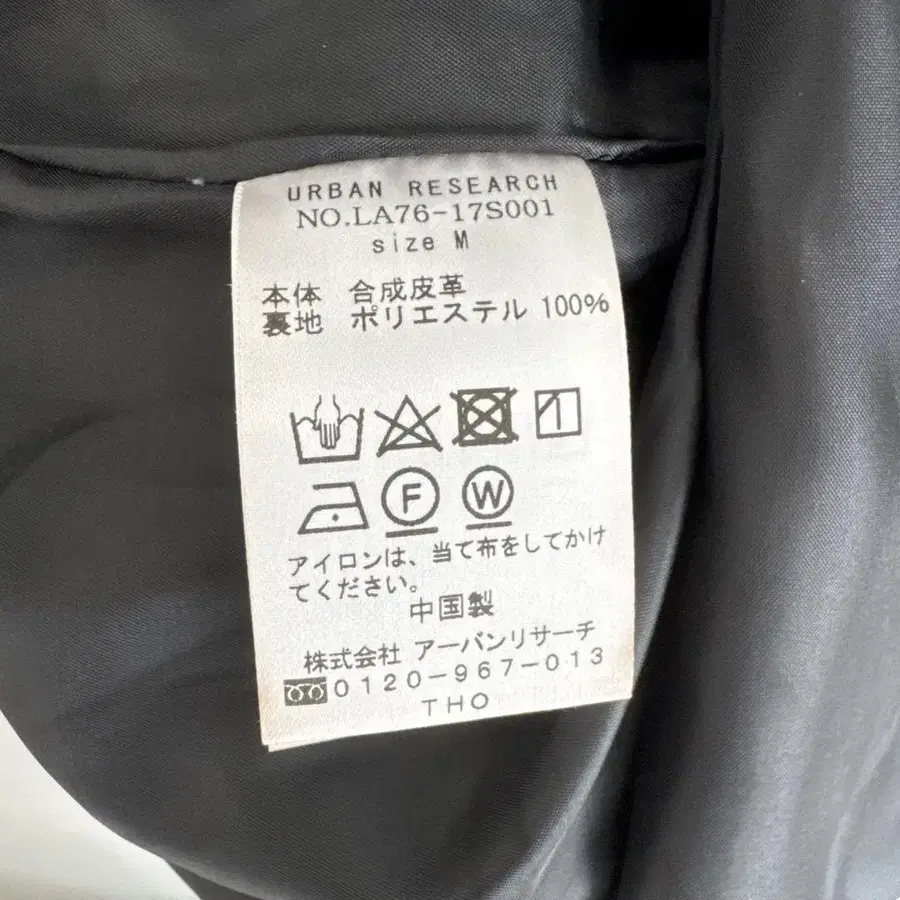 URBAN RESEARCH
NO.LA76-17S001
size M
本体 合成皮革
裏地 ポリエステル 100%
F W
アイロンは、当て布をしてかけ
てください。
中国製
株式会社 アーバンリサーチ
0120-967-013
THO